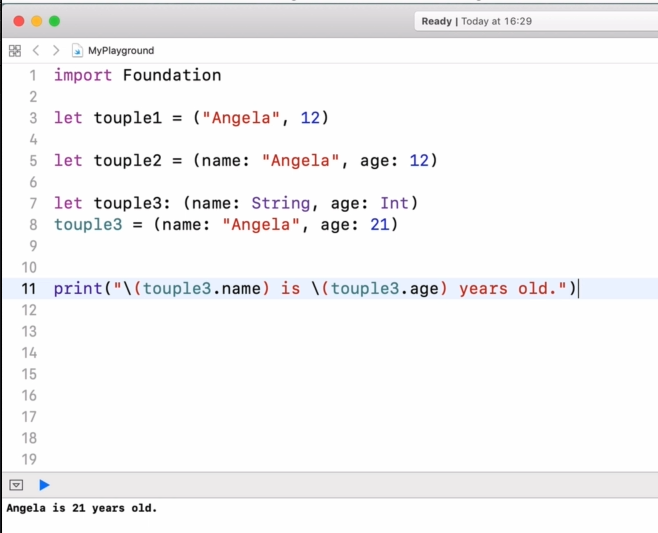 Ready | Today at 16:29
MyPlayground
1 import Foundation
2
3 let touple1 = ("Angela", 12)
4
5 let touple2 = (name: "Angela", age: 12)
6
7 let touple3: (name: String, age: Int)
8 touple3 = (name: "Angela", age: 21)
9
10
11 print("\(touple3.name) is \(touple3.age) years old.")
12
13
14
15
16
17
18
19
Angela is 21 years old.